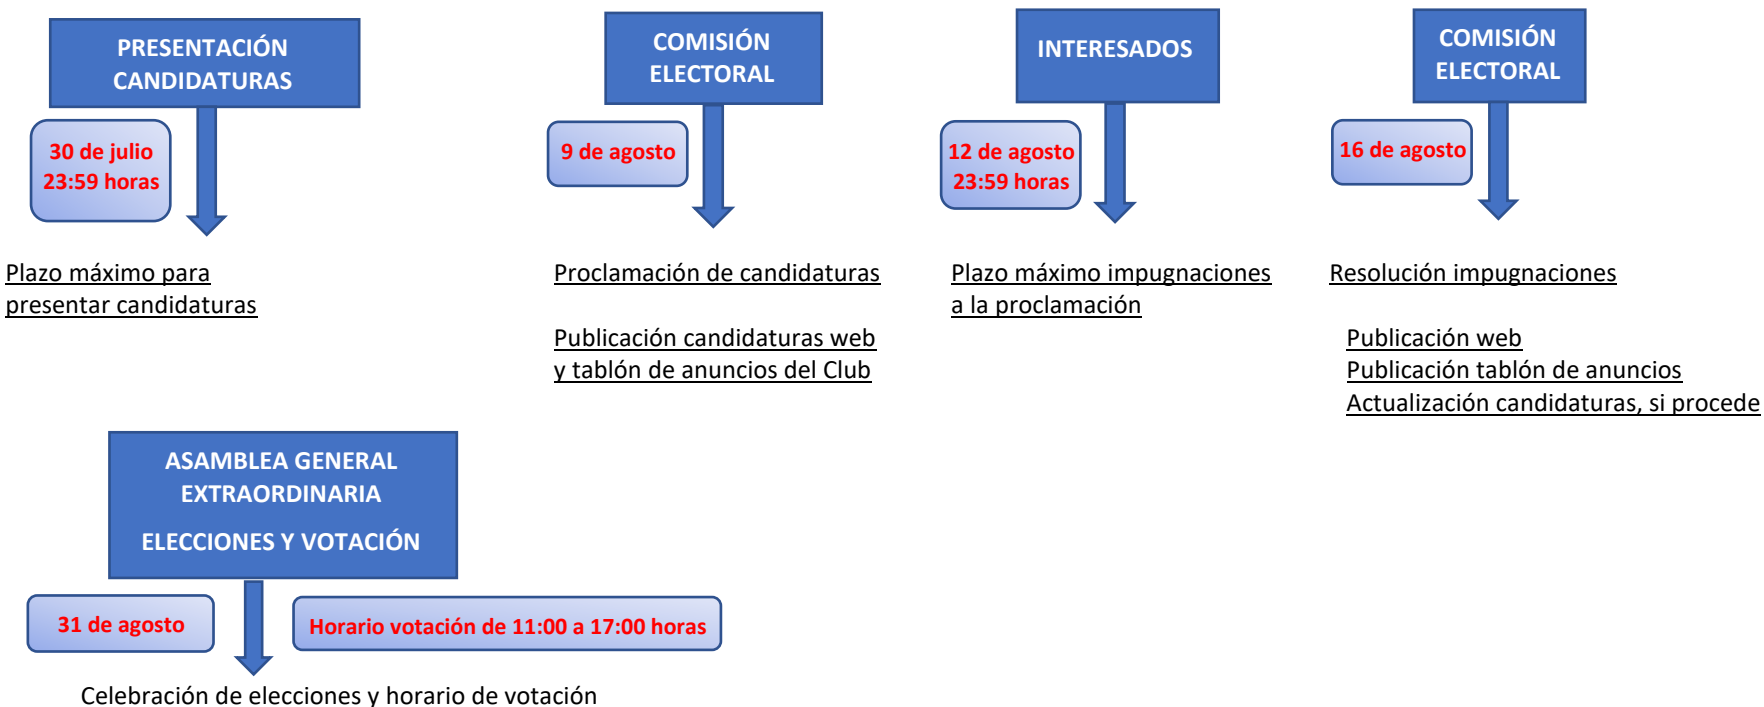 PRESENTACIÓN
CANDIDATURAS
30 de julio
23:59 horas
Plazo máximo para
presentar candidaturas
COMISIÓN
ELECTORAL
9 de agosto
Proclamación de candidaturas
Publicación candidaturas web
y tablón de anuncios del Club
INTERESADOS
12 de agosto
23:59 horas
Plazo máximo impugnaciones
a la proclamación
COMISIÓN
ELECTORAL
16 de agosto
Resolución impugnaciones
Publicación web
Publicación tablón de anuncios
Actualización candidaturas, si procede
ASAMBLEA GENERAL
EXTRAORDINARIA
ELECCIONES Y VOTACIÓN
31 de agosto
Horario votación de 11:00 a 17:00 horas
Celebración de elecciones y horario de votación